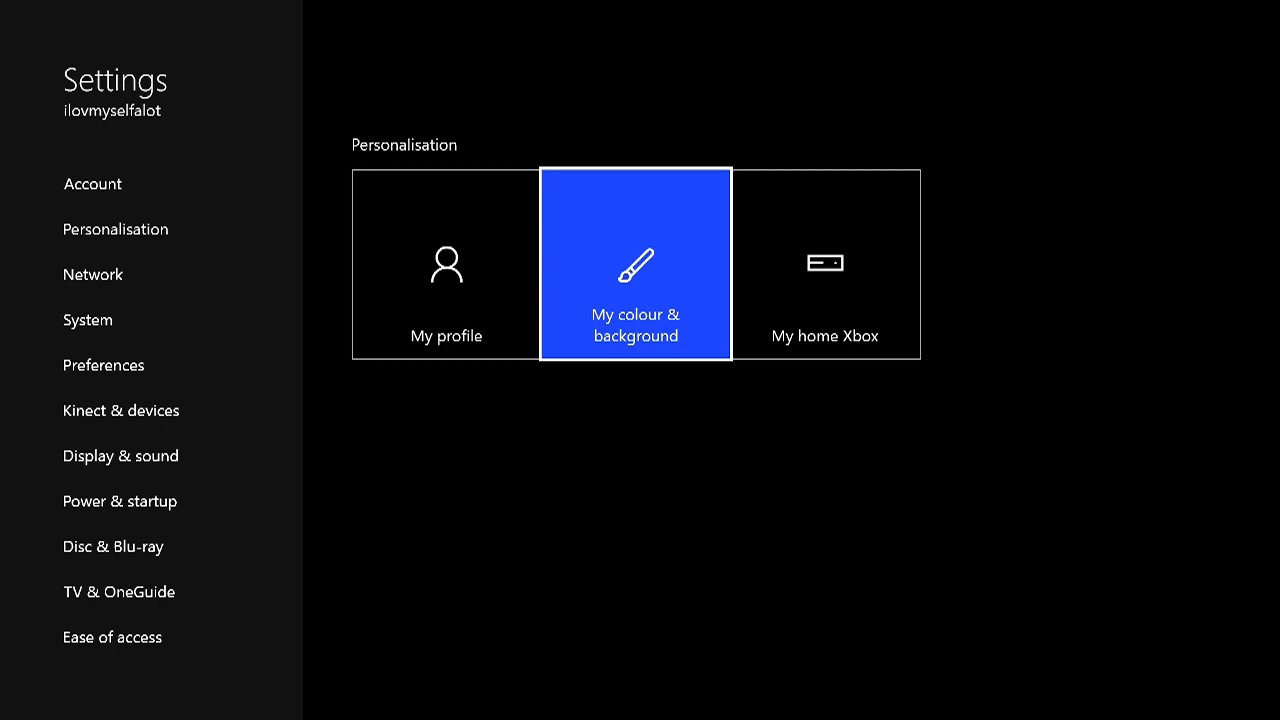 Settings
ilovmyselfalot
Account
Personalisation
Network
System
Preferences
Kinect & devices
Display & sound
Power & startup
Disc & Blu-ray
TV & OneGuide
Ease of access
Personalisation
My profile
My colour &
background
My home Xbox